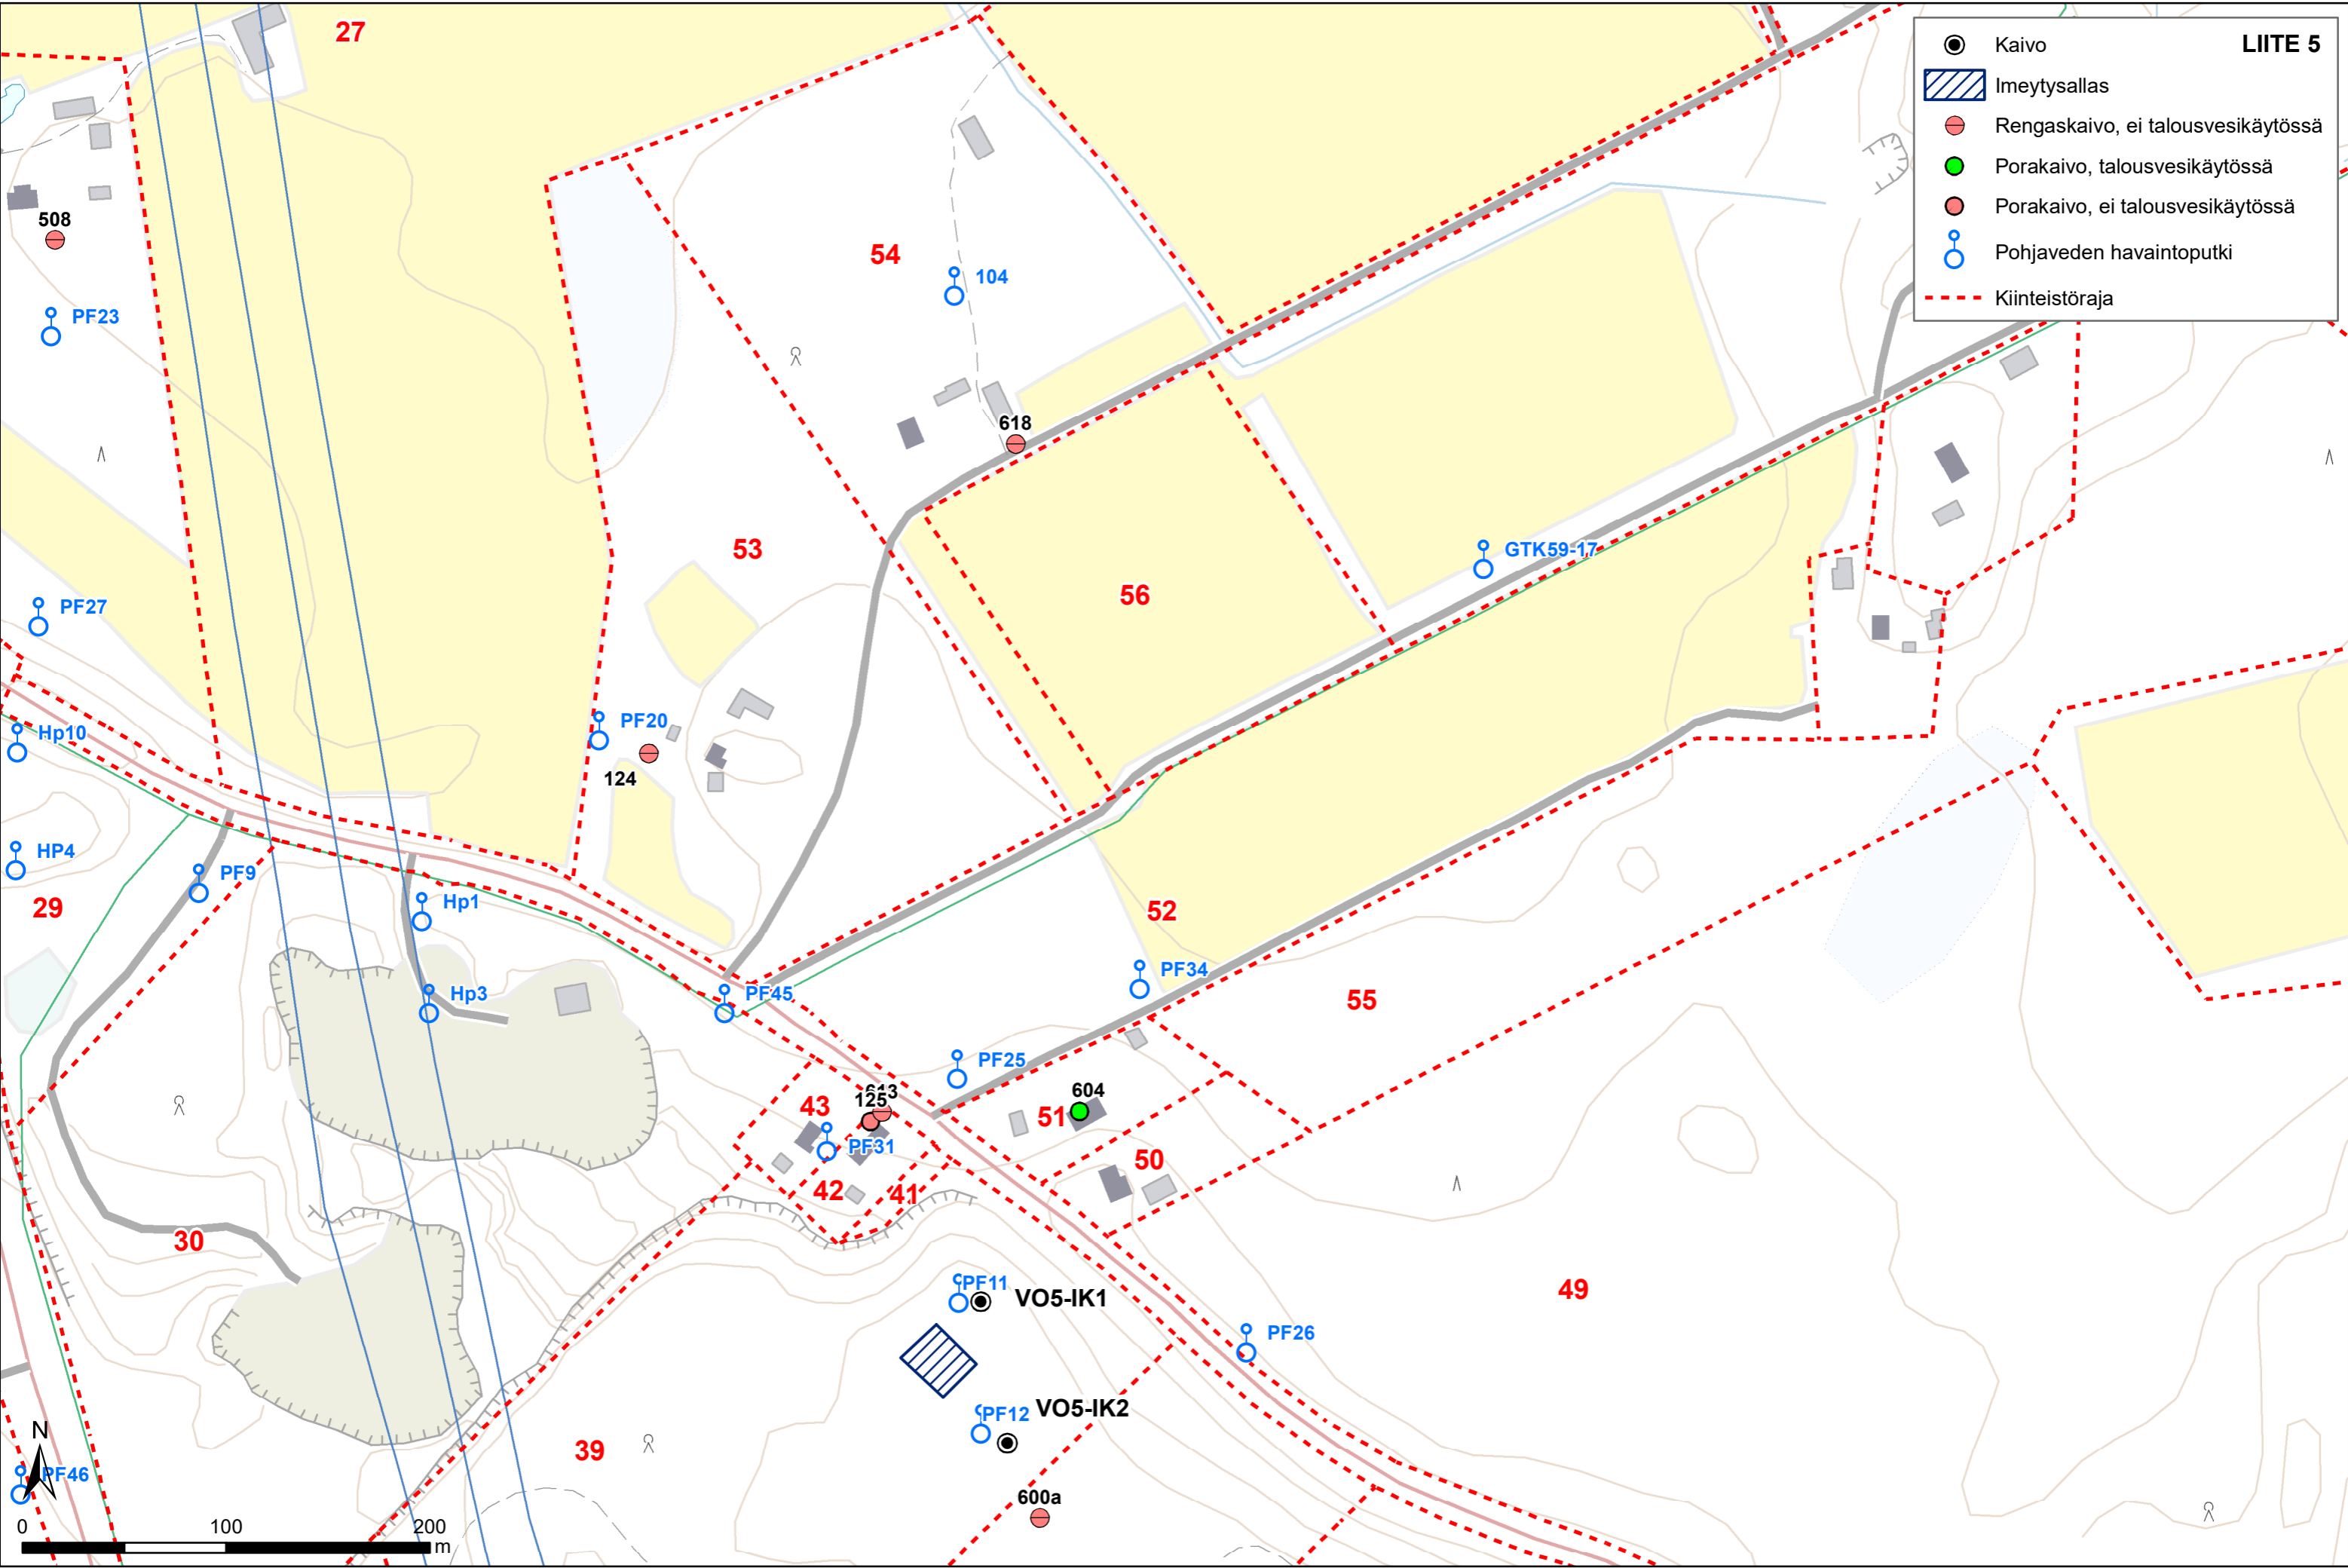 27
LIITE 5
Kaivo
Imeytysallas
Rengaskaivo, ei talousvesikäytössä
Porakaivo, talousvesikäytössä
Porakaivo, ei talousvesikäytössä
Pohjaveden havaintoputki
Kiinteistöraja
508
54
104
PF23
618
53
GTK59-17
56
PF27
PF20
Hp10
124
HP4
PF9
29
Hp1
52
PF34
Hp3
PF45
55
PF25
613
604
43
125
51
PF31
50
42
41
30
PF11
VO5-IK1
49
PF26
VO5-IK2
PF12
39
N
PF46
600a
0
100
200
m